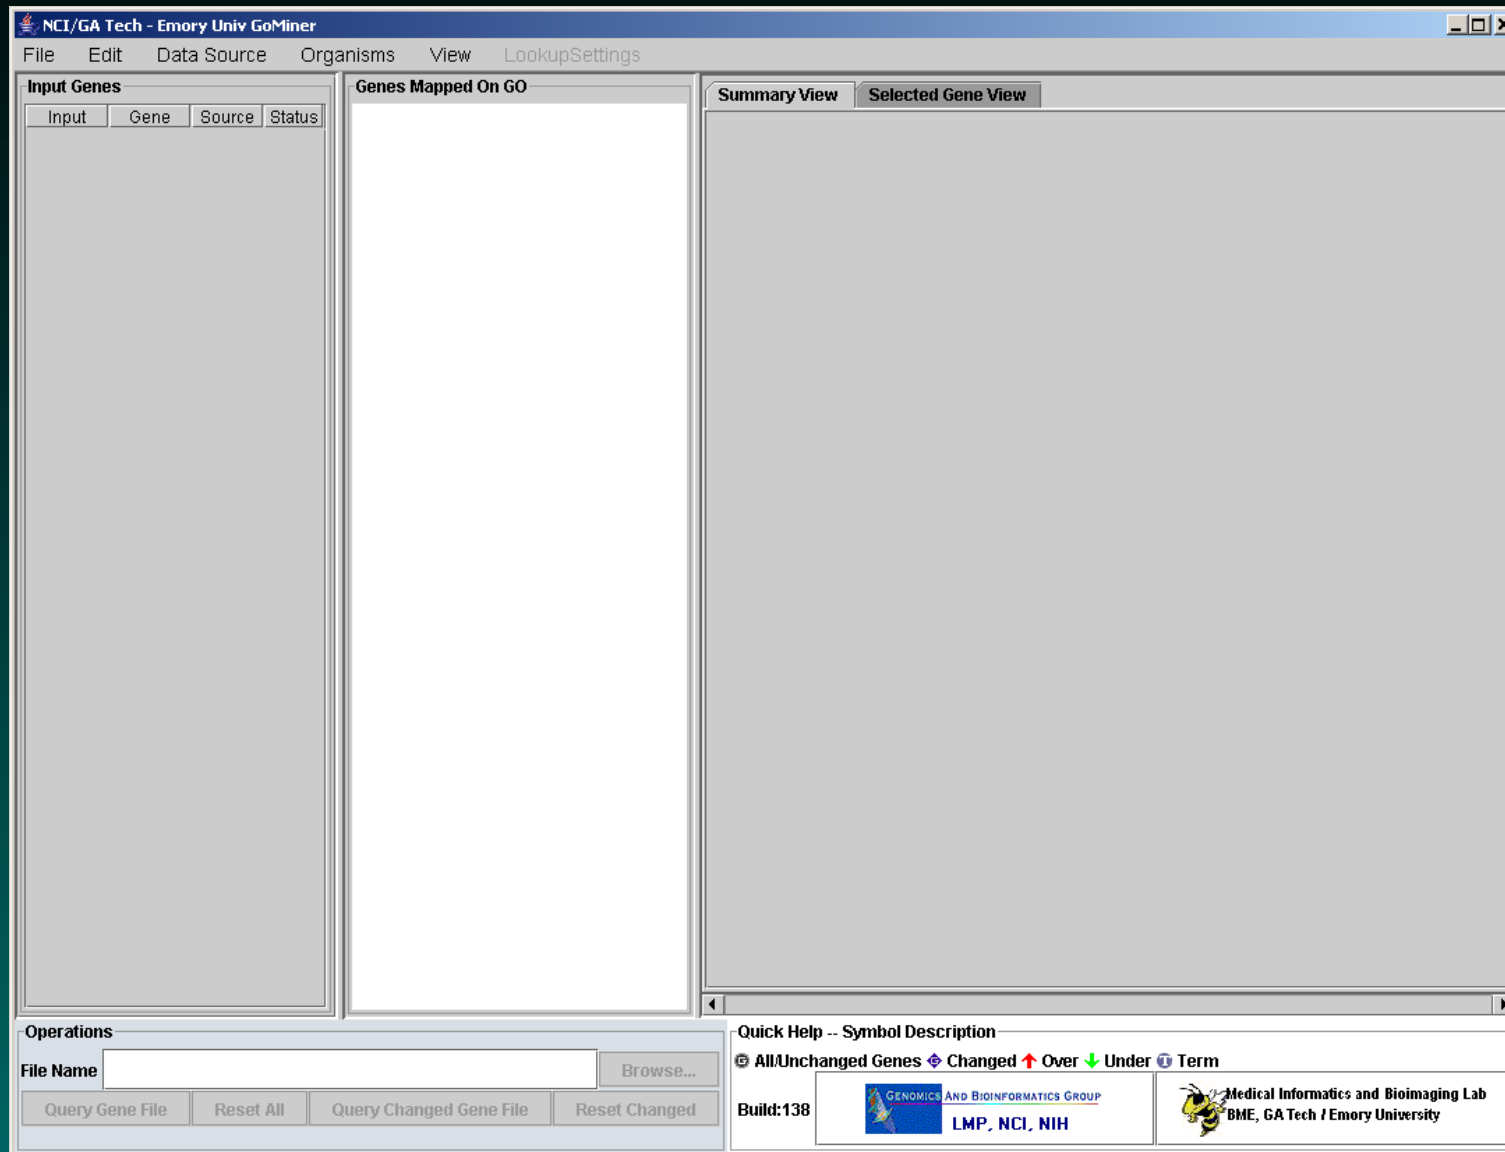 NCI/GA Tech - Emory Univ GoMiner
File Edit Data Source Organisms View LookupSettings
Input Genes
Input Gene Source Status
Genes Mapped On GO
Summary View Selected Gene View
Operations
File Name Browse...
Query Gene File Reset All Query Changed Gene File Reset Changed
Quick Help -- Symbol Description
G All/Unchanged Genes G Changed Over Under T Term
Build:138
GENOMICS AND BIOINFORMATICS GROUP
LMP, NCI, NIH
Medical Informatics and Bioimaging Lab
BME, GA Tech / Emory University